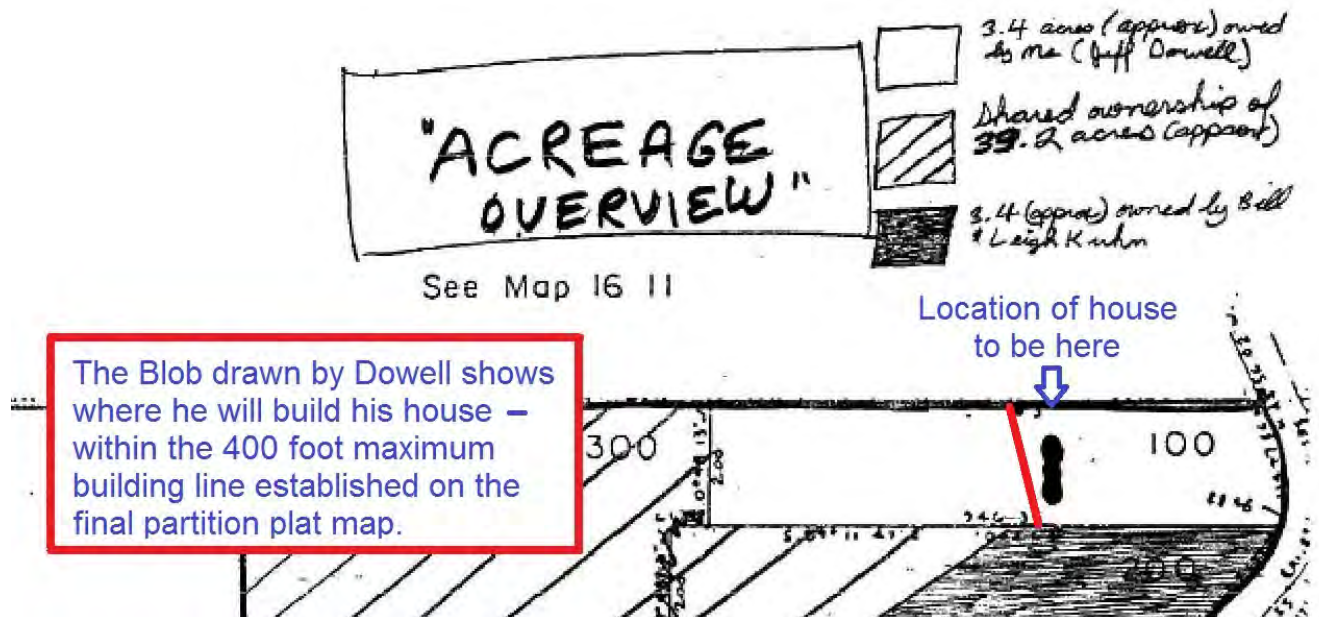 3.4 acres (approx) owned
by me (Jeff Dowell)
"ACREAGE
OVERVIEW"
Shared ownership of
39.2 acres (approx)
3.4 (approx) owned by Bill
& Leigh Kuhn
See Map 16 11
Location of house
to be here
The Blob drawn by Dowell shows
where he will build his house –
within the 400 foot maximum
building line established on the
final partition plat map.
300
100
200
200
200